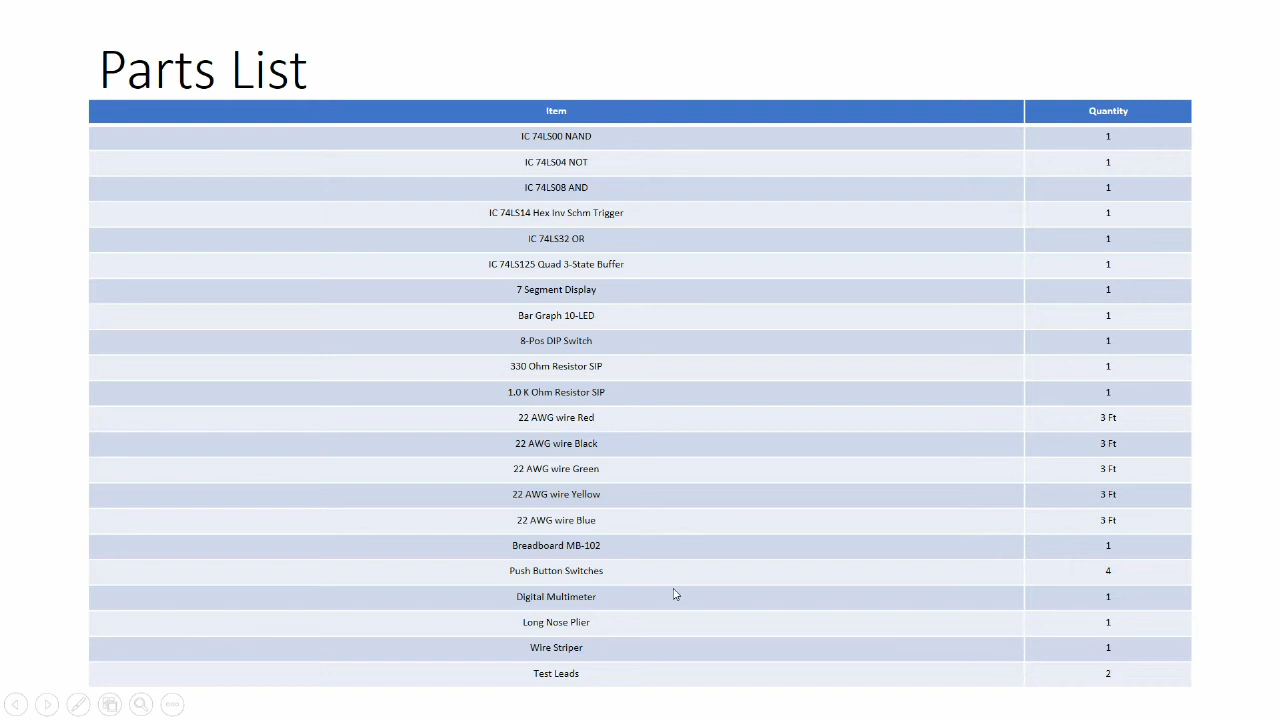 Parts List
Item Quantity
IC 74LS00 NAND 1
IC 74LS04 NOT 1
IC 74LS08 AND 1
IC 74LS14 Hex Inv Schm Trigger 1
IC 74LS32 OR 1
IC 74LS125 Quad 3-State Buffer 1
7 Segment Display 1
Bar Graph 10-LED 1
8-Pos DIP Switch 1
330 Ohm Resistor SIP 1
1.0 K Ohm Resistor SIP 1
22 AWG wire Red 3 Ft
22 AWG wire Black 3 Ft
22 AWG wire Green 3 Ft
22 AWG wire Yellow 3 Ft
22 AWG wire Blue 3 Ft
Breadboard MB-102 1
Push Button Switches 4
Digital Multimeter 1
Long Nose Plier 1
Wire Striper 1
Test Leads 2